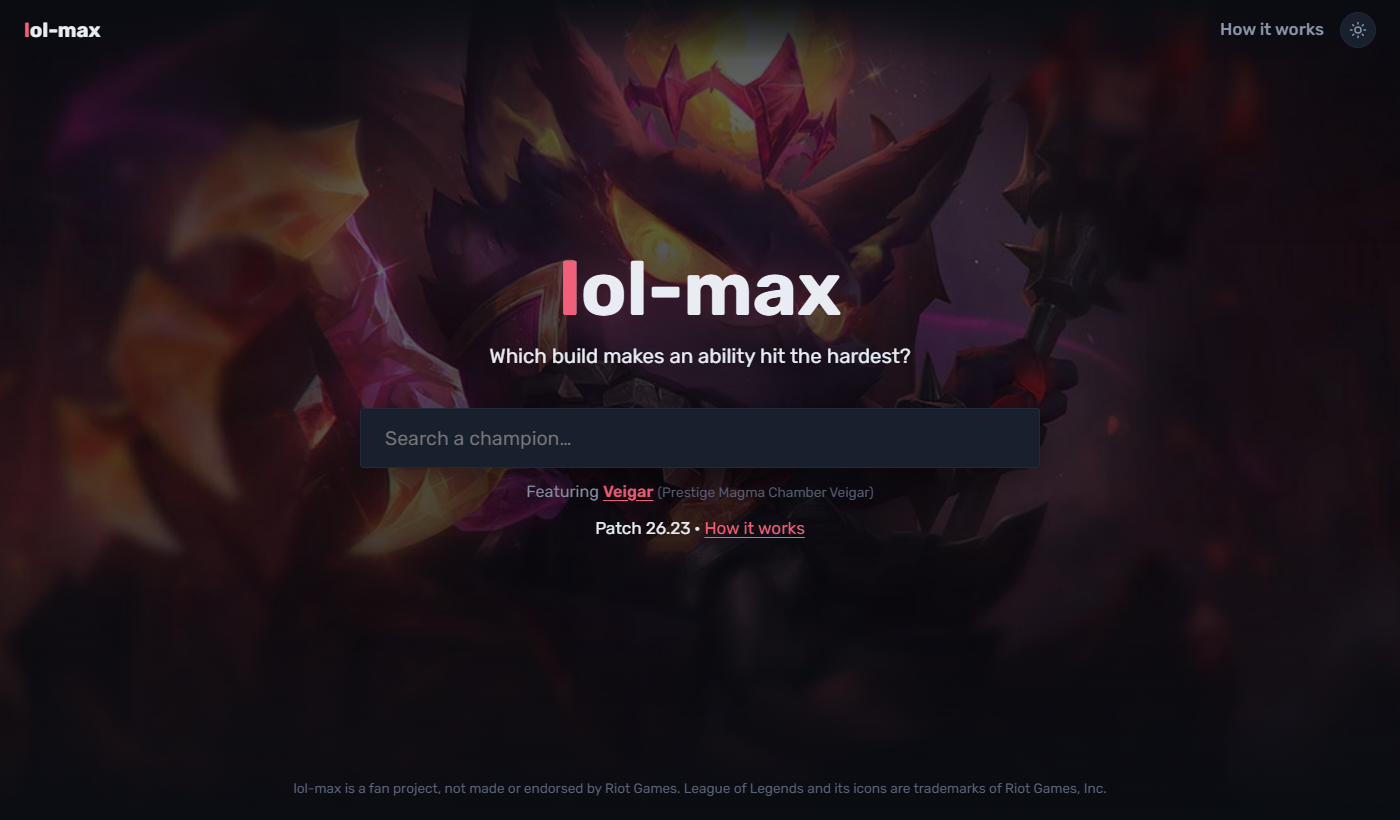 lol-max
How it works
lol-max
Which build makes an ability hit the hardest?
Search a champion…
Featuring Veigar (Prestige Magma Chamber Veigar)
Patch 26.23 • How it works
lol-max is a fan project, not made or endorsed by Riot Games. League of Legends and its icons are trademarks of Riot Games, Inc.